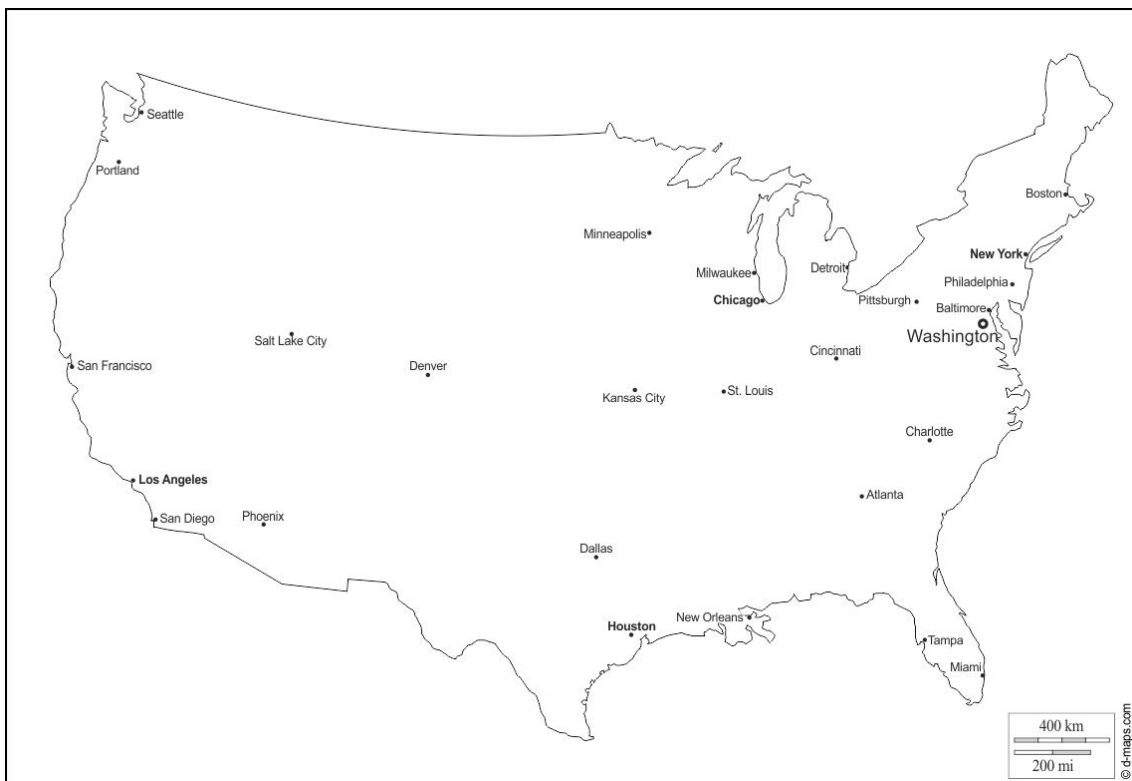 Seattle
Portland
Boston
Minneapolis
New York
Detroit
Milwaukee
Philadelphia
Chicago
Pittsburgh
Baltimore
Washington
Salt Lake City
Cincinnati
San Francisco
Denver
Kansas City
St. Louis
Charlotte
Los Angeles
Atlanta
San Diego
Phoenix
Dallas
New Orleans
Houston
Tampa
Miami
400 km
200 mi
© d-maps.com